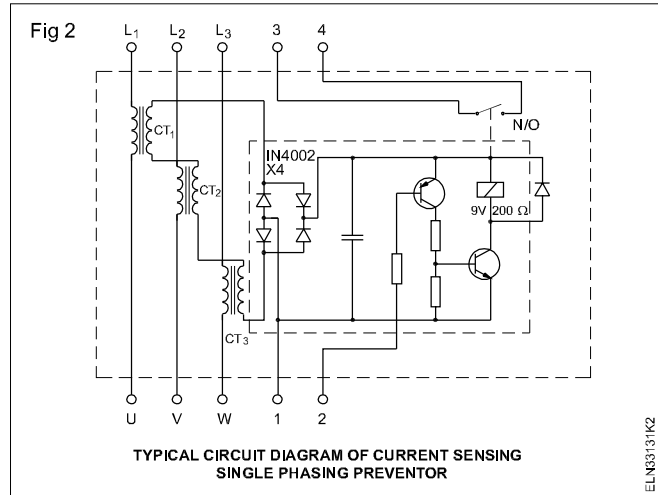 Fig 2
L1 L2 L3 3 4
N/O
CT1
IN4002
X4
CT2
9V 200 Ω
CT3
U V W 1 2
TYPICAL CIRCUIT DIAGRAM OF CURRENT SENSING
SINGLE PHASING PREVENTOR
ELN33131K2